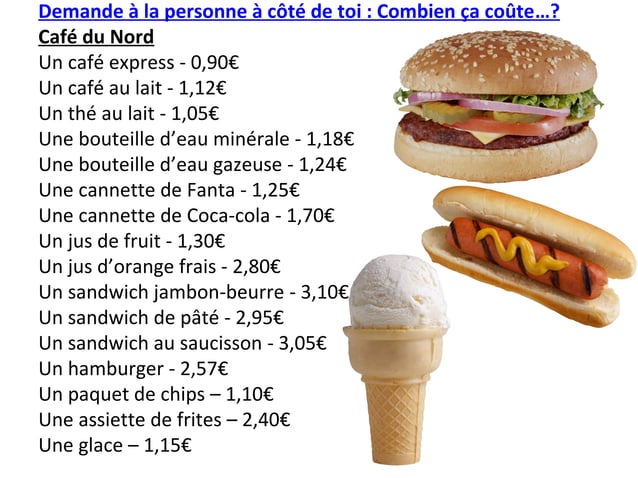 Demande à la personne à côté de toi : Combien ça coûte…?
Café du Nord
Un café express - 0,90€
Un café au lait - 1,12€
Un thé au lait - 1,05€
Une bouteille d’eau minérale - 1,18€
Une bouteille d’eau gazeuse - 1,24€
Une cannette de Fanta - 1,25€
Une cannette de Coca-cola - 1,70€
Un jus de fruit - 1,30€
Un jus d’orange frais - 2,80€
Un sandwich jambon-beurre - 3,10€
Un sandwich de pâté - 2,95€
Un sandwich au saucisson - 3,05€
Un hamburger - 2,57€
Un paquet de chips – 1,10€
Une assiette de frites – 2,40€
Une glace – 1,15€